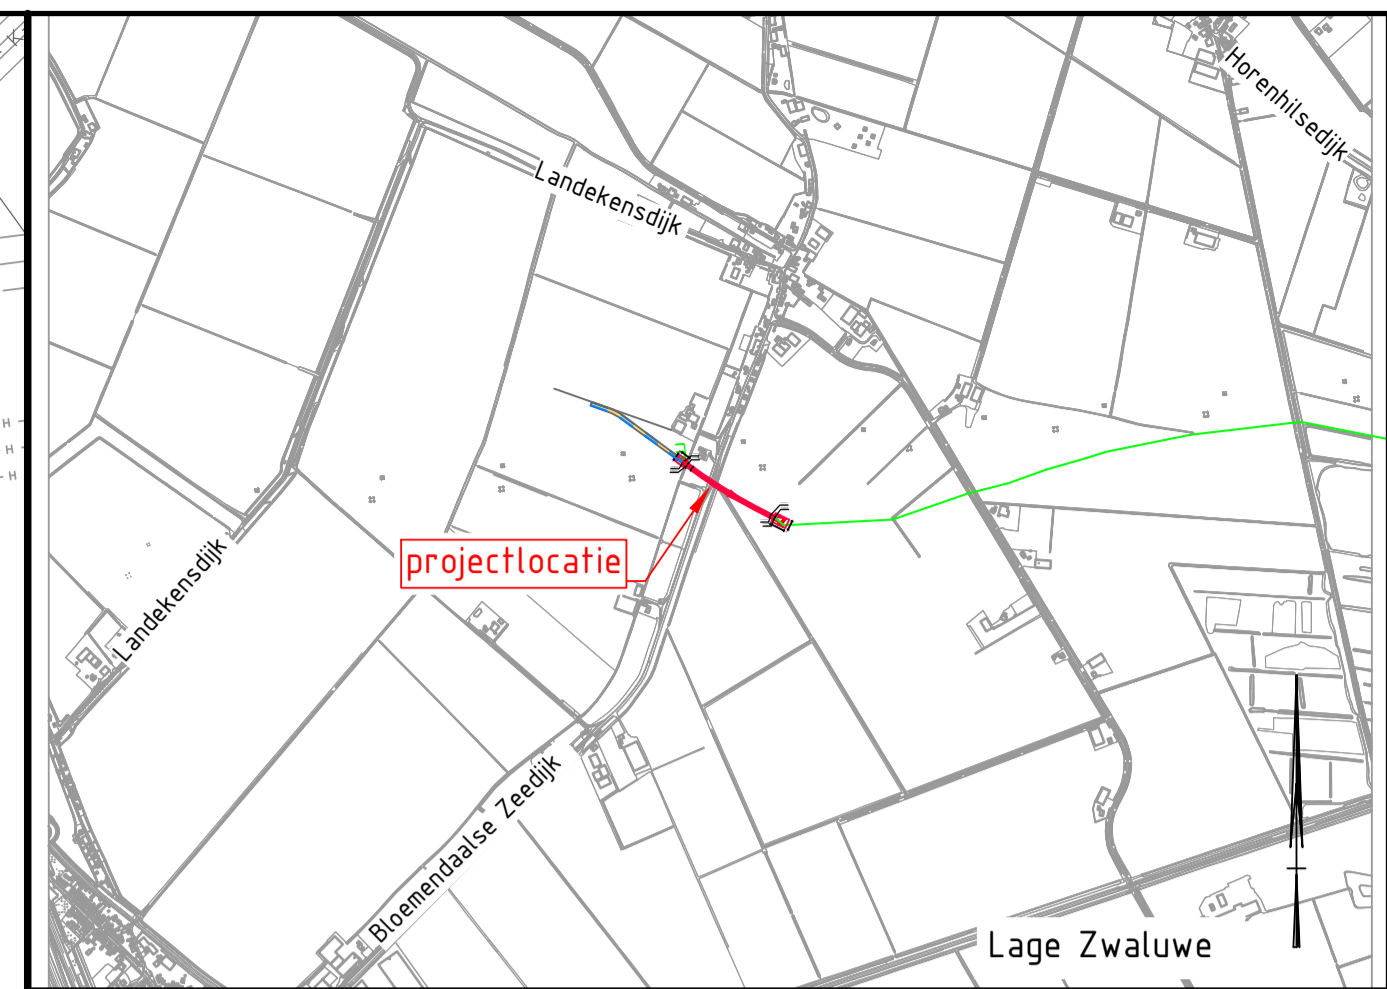 Horenhilsedijk
Landekensdijk
H
H
H
projectlocatie
Landekensdijk
Bloemendaalse Zeedijk
Lage Zwaluwe